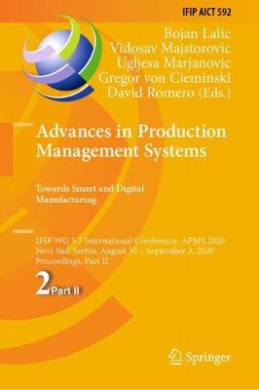 IFIP AICT 592
Bojan Lalic
Vidosav Majstorovic
Ugljesa Marjanovic
Gregor von Cieminski
David Romero (Eds.)
Advances in Production
Management Systems
Towards Smart and Digital
Manufacturing
IFIP WG 5.7 International Conference, APMS 2020
Novi Sad, Serbia, August 30 – September 3, 2020
Proceedings, Part II
2 Part II
Springer